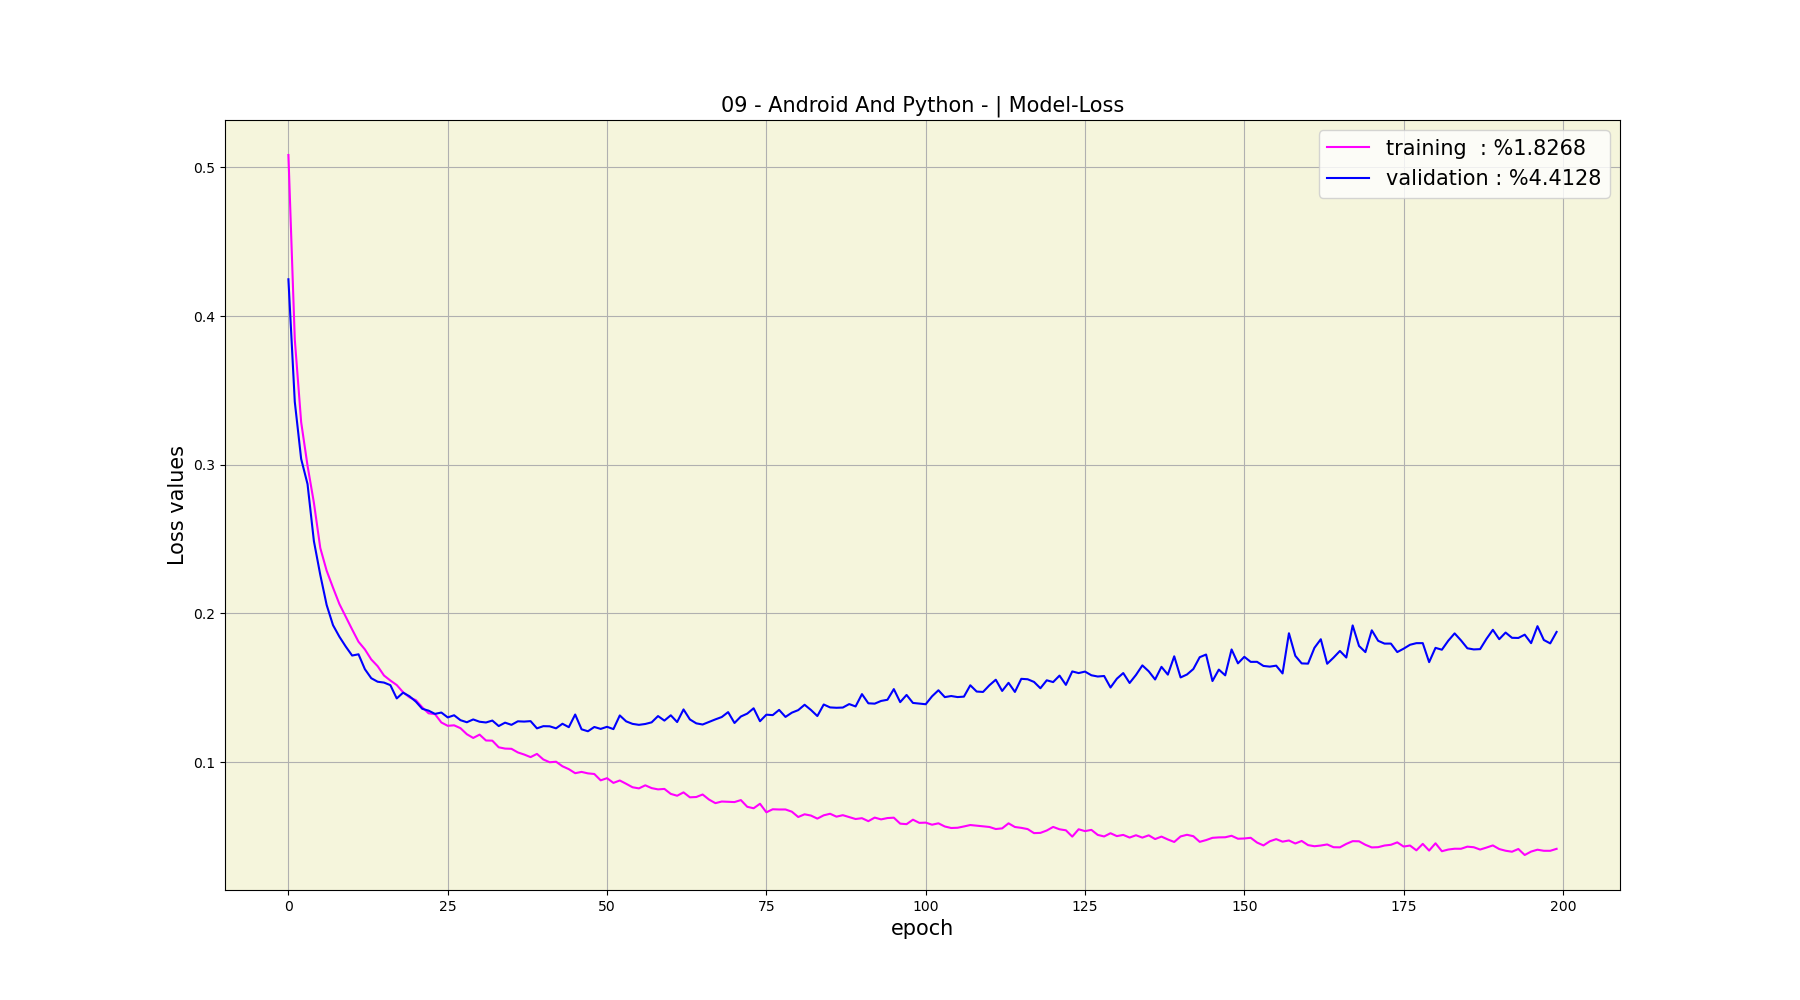 09 - Android And Python - | Model-Loss
training : %1.8268
validation : %4.4128
Loss values
0.5
0.4
0.3
0.2
0.1
0 25 50 75 100 125 150 175 200
epoch